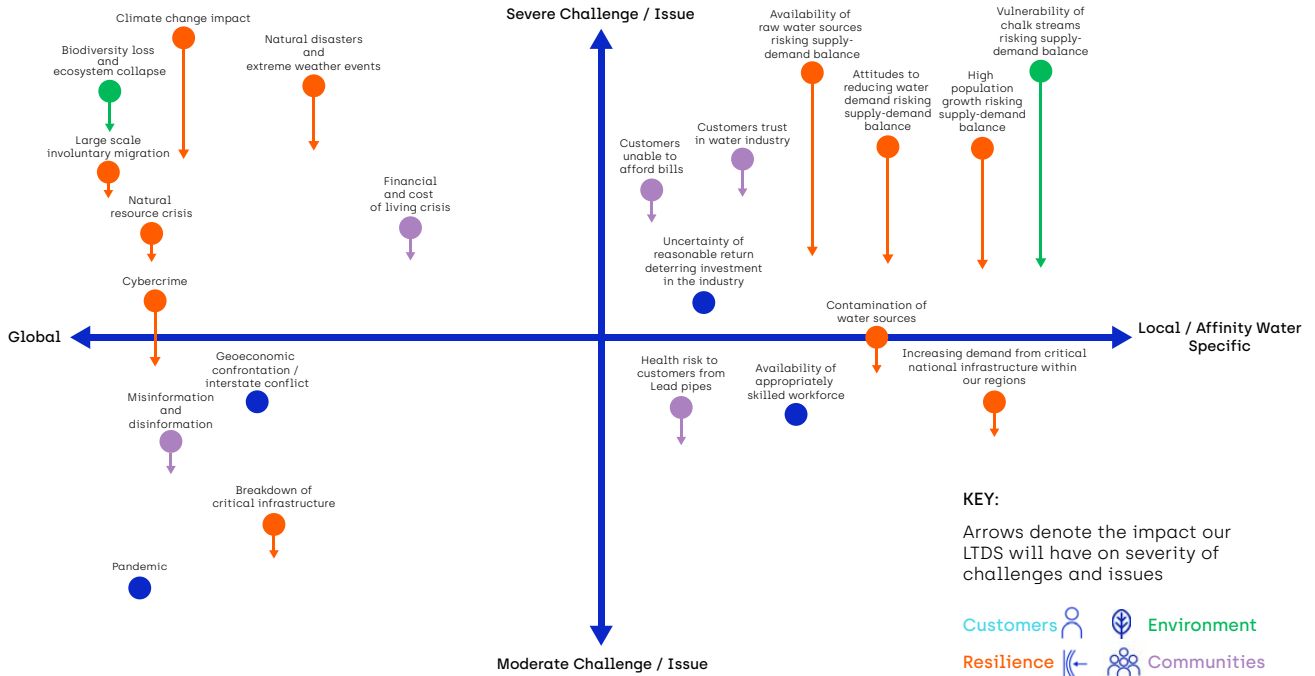 Severe Challenge / Issue
Climate change impact
Biodiversity loss
and
ecosystem collapse
Natural disasters
and
extreme weather events
Large scale
involuntary migration
Natural
resource crisis
Financial
and cost
of living crisis
Cybercrime
Availability of
raw water sources
risking supply-
demand balance
Vulnerability of
chalk streams
risking supply-
demand balance
Attitudes to
reducing water
demand risking
supply-demand
balance
High
population
growth risking
supply-demand
balance
Customers trust
in water industry
Customers
unable to
afford bills
Uncertainty of
reasonable return
deterring investment
in the industry
Contamination of
water sources
Global
Local / Affinity Water
Specific
Geoeconomic
confrontation /
interstate conflict
Misinformation
and
disinformation
Breakdown of
critical infrastructure
Pandemic
Health risk to
customers from
Lead pipes
Availability of
appropriately
skilled workforce
Increasing demand from critical
national infrastructure within
our regions
Moderate Challenge / Issue
KEY:
Arrows denote the impact our
LTDS will have on severity of
challenges and issues
Customers
Environment
Resilience
Communities